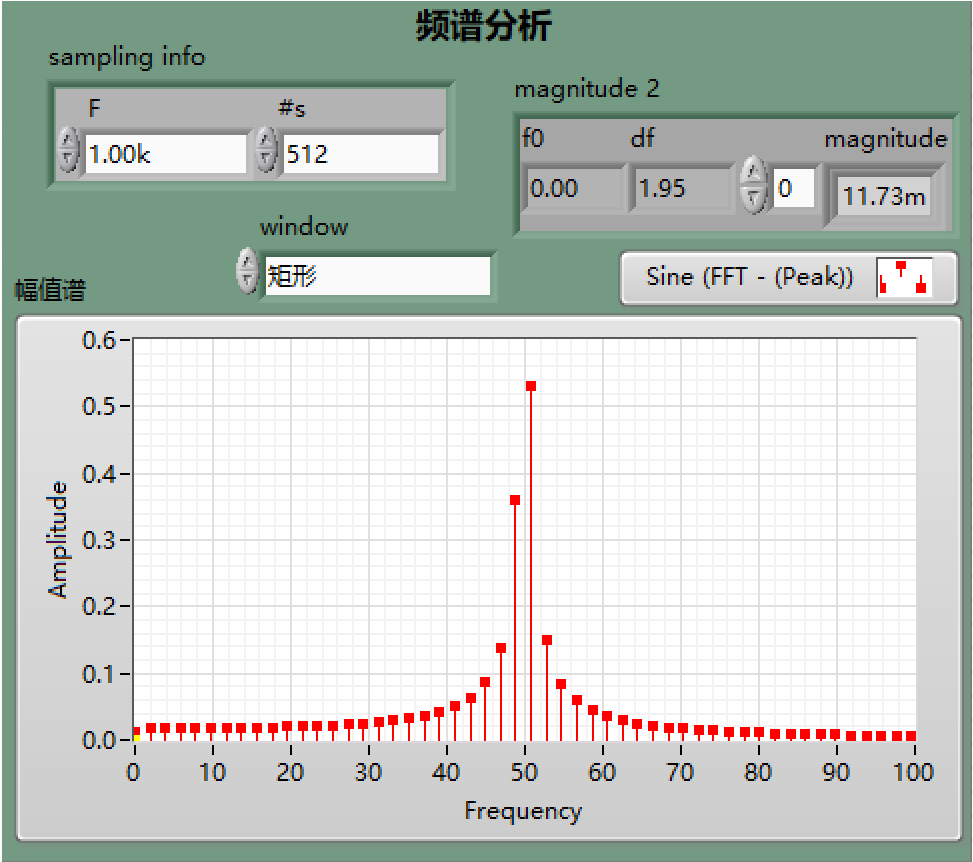 频谱分析
sampling info
F #s
1.00k 512
magnitude 2
f0 df magnitude
0.00 1.95 0 11.73m
window
矩形
Sine (FFT - (Peak))
幅值谱
0.6
0.5
0.4
0.3
0.2
0.1
0.0
Amplitude
0 10 20 30 40 50 60 70 80 90 100
Frequency